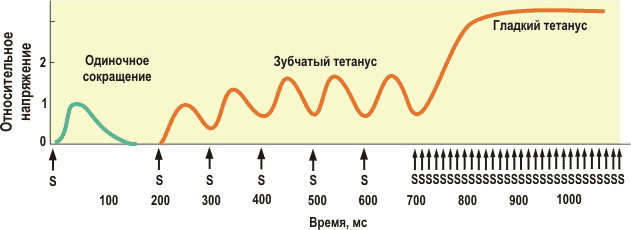 Относительное
напряжение
2
1
0
Одиночное
сокращение
Зубчатый тетанус
Гладкий тетанус
S S S S S S SSSSSSSSSSSSSSSSSSSSSSSSSSSSSS
100 200 300 400 500 600 700 800 900 1000
Время, мс